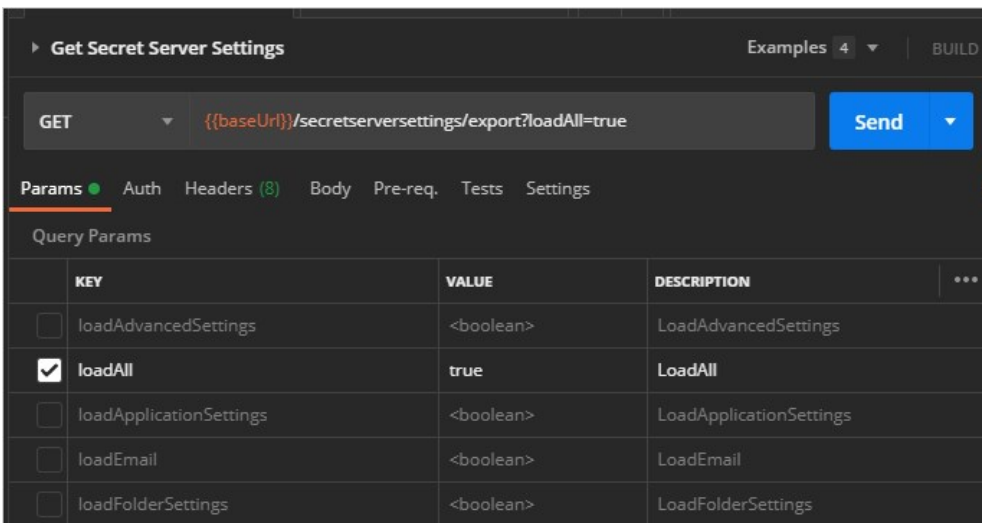 Get Secret Server Settings Examples 4 BUILD
GET {{baseUrl}}/secretserversettings/export?loadAll=true Send
Params Auth Headers (8) Body Pre-req. Tests Settings
Query Params
KEY VALUE DESCRIPTION
loadAdvancedSettings <boolean> LoadAdvancedSettings
loadAll true LoadAll
loadApplicationSettings <boolean> LoadApplicationSettings
loadEmail <boolean> LoadEmail
loadFolderSettings <boolean> LoadFolderSettings